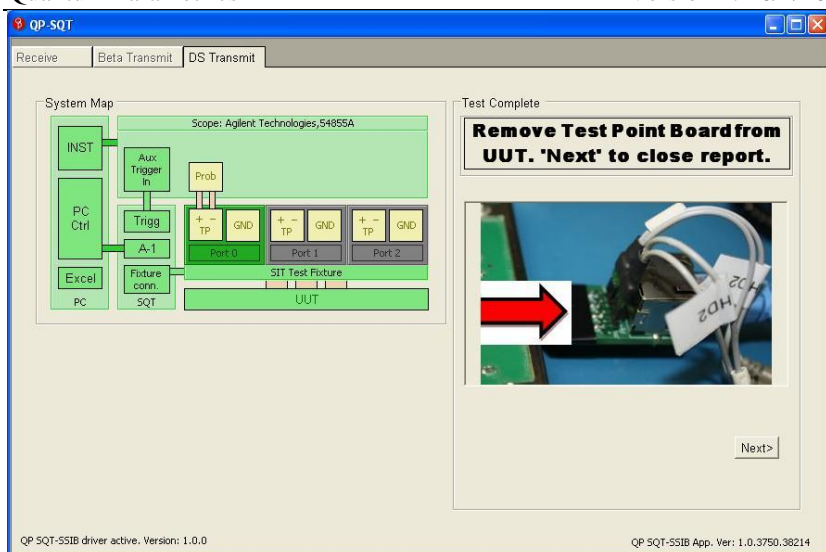 QP-SQT
Receive
Beta Transmit
DS Transmit
System Map
Scope: Agilent Technologies,54855A
INST
Aux
Trigger
In
Prob
PC
Ctrl
Trigg
+ -
TP
GND
+ -
TP
GND
+ -
TP
GND
A-1
Port 0
Port 1
Port 2
Excel
Fixture
conn.
SIT Test Fixture
PC
SQT
UUT
Test Complete
Remove Test Point Board from
UUT. 'Next' to close report.
HD2
HD2
Next>
QP SQT-SSIB driver active. Version: 1.0.0
QP SQT-SSIB App. Ver: 1.0.3750.38214